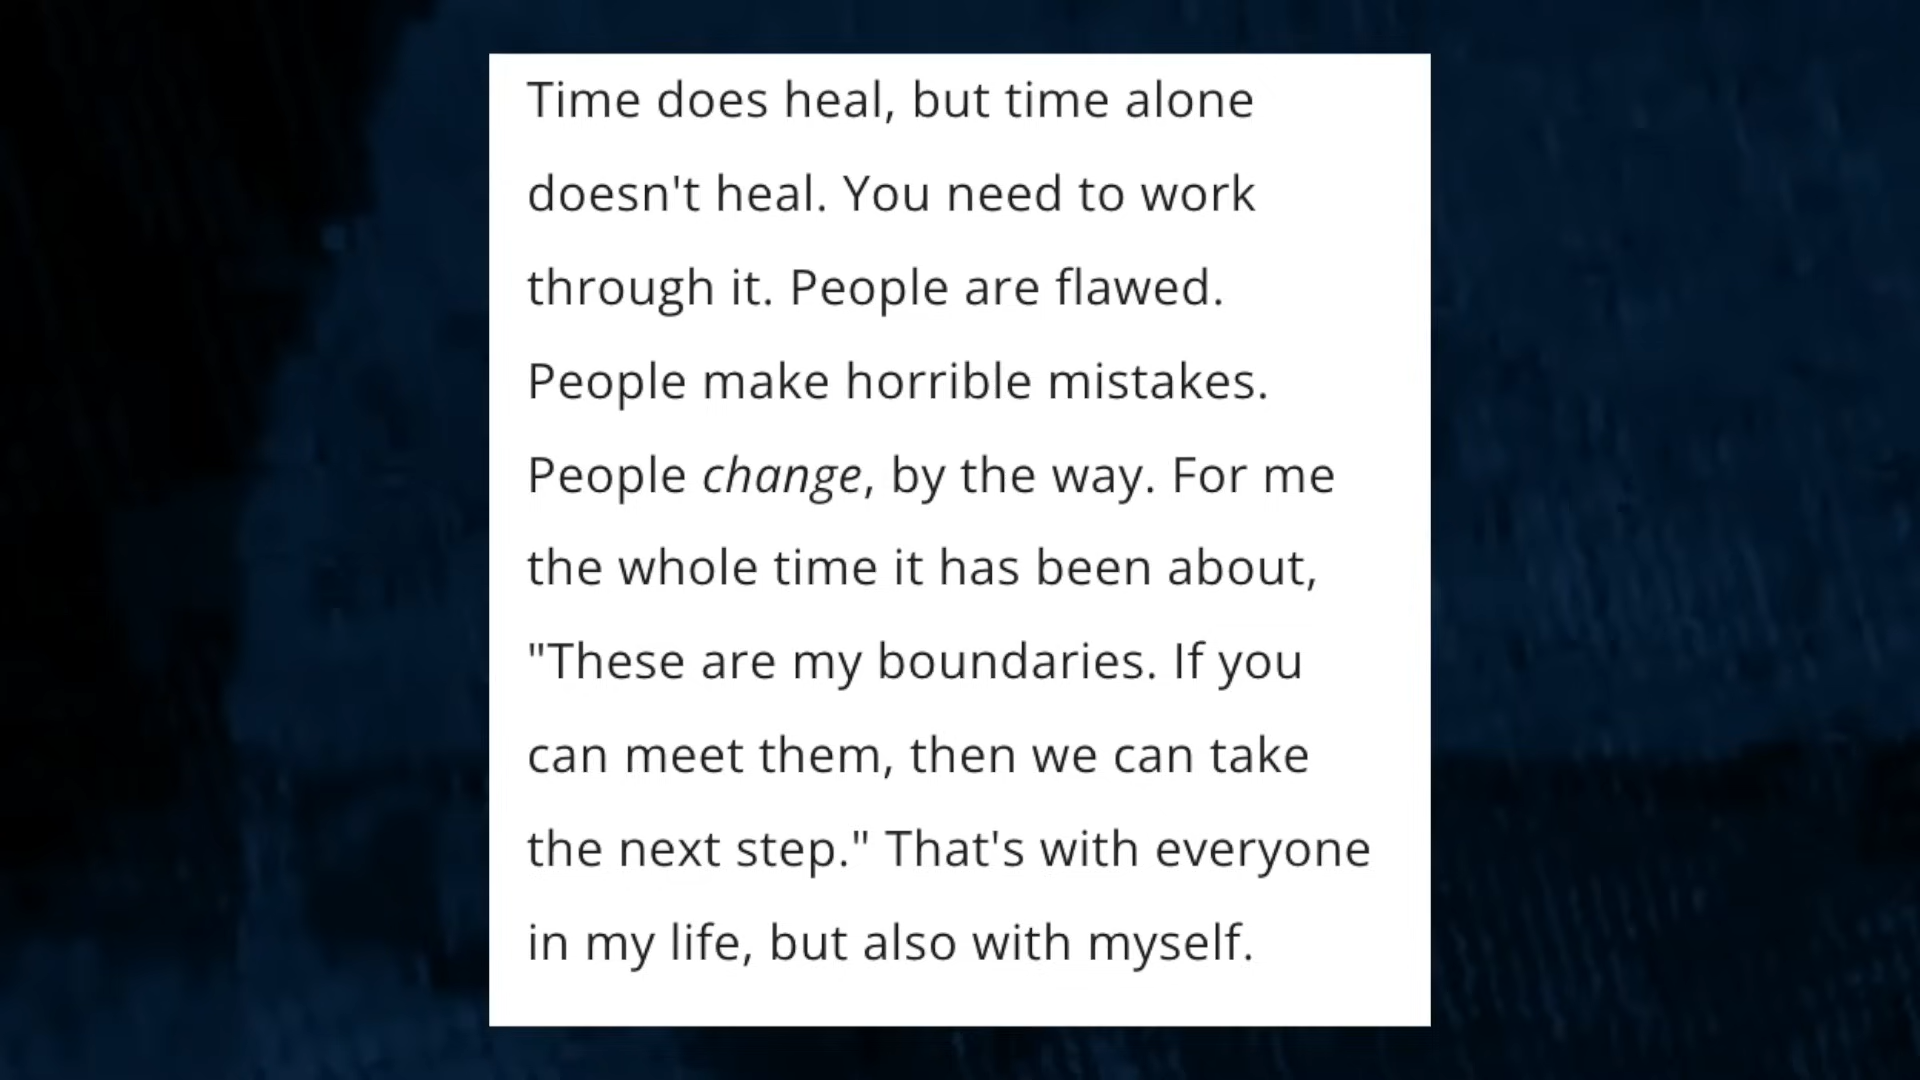 Time does heal, but time alone
doesn't heal. You need to work
through it. People are flawed.
People make horrible mistakes.
People change, by the way. For me
the whole time it has been about,
"These are my boundaries. If you
can meet them, then we can take
the next step." That's with everyone
in my life, but also with myself.